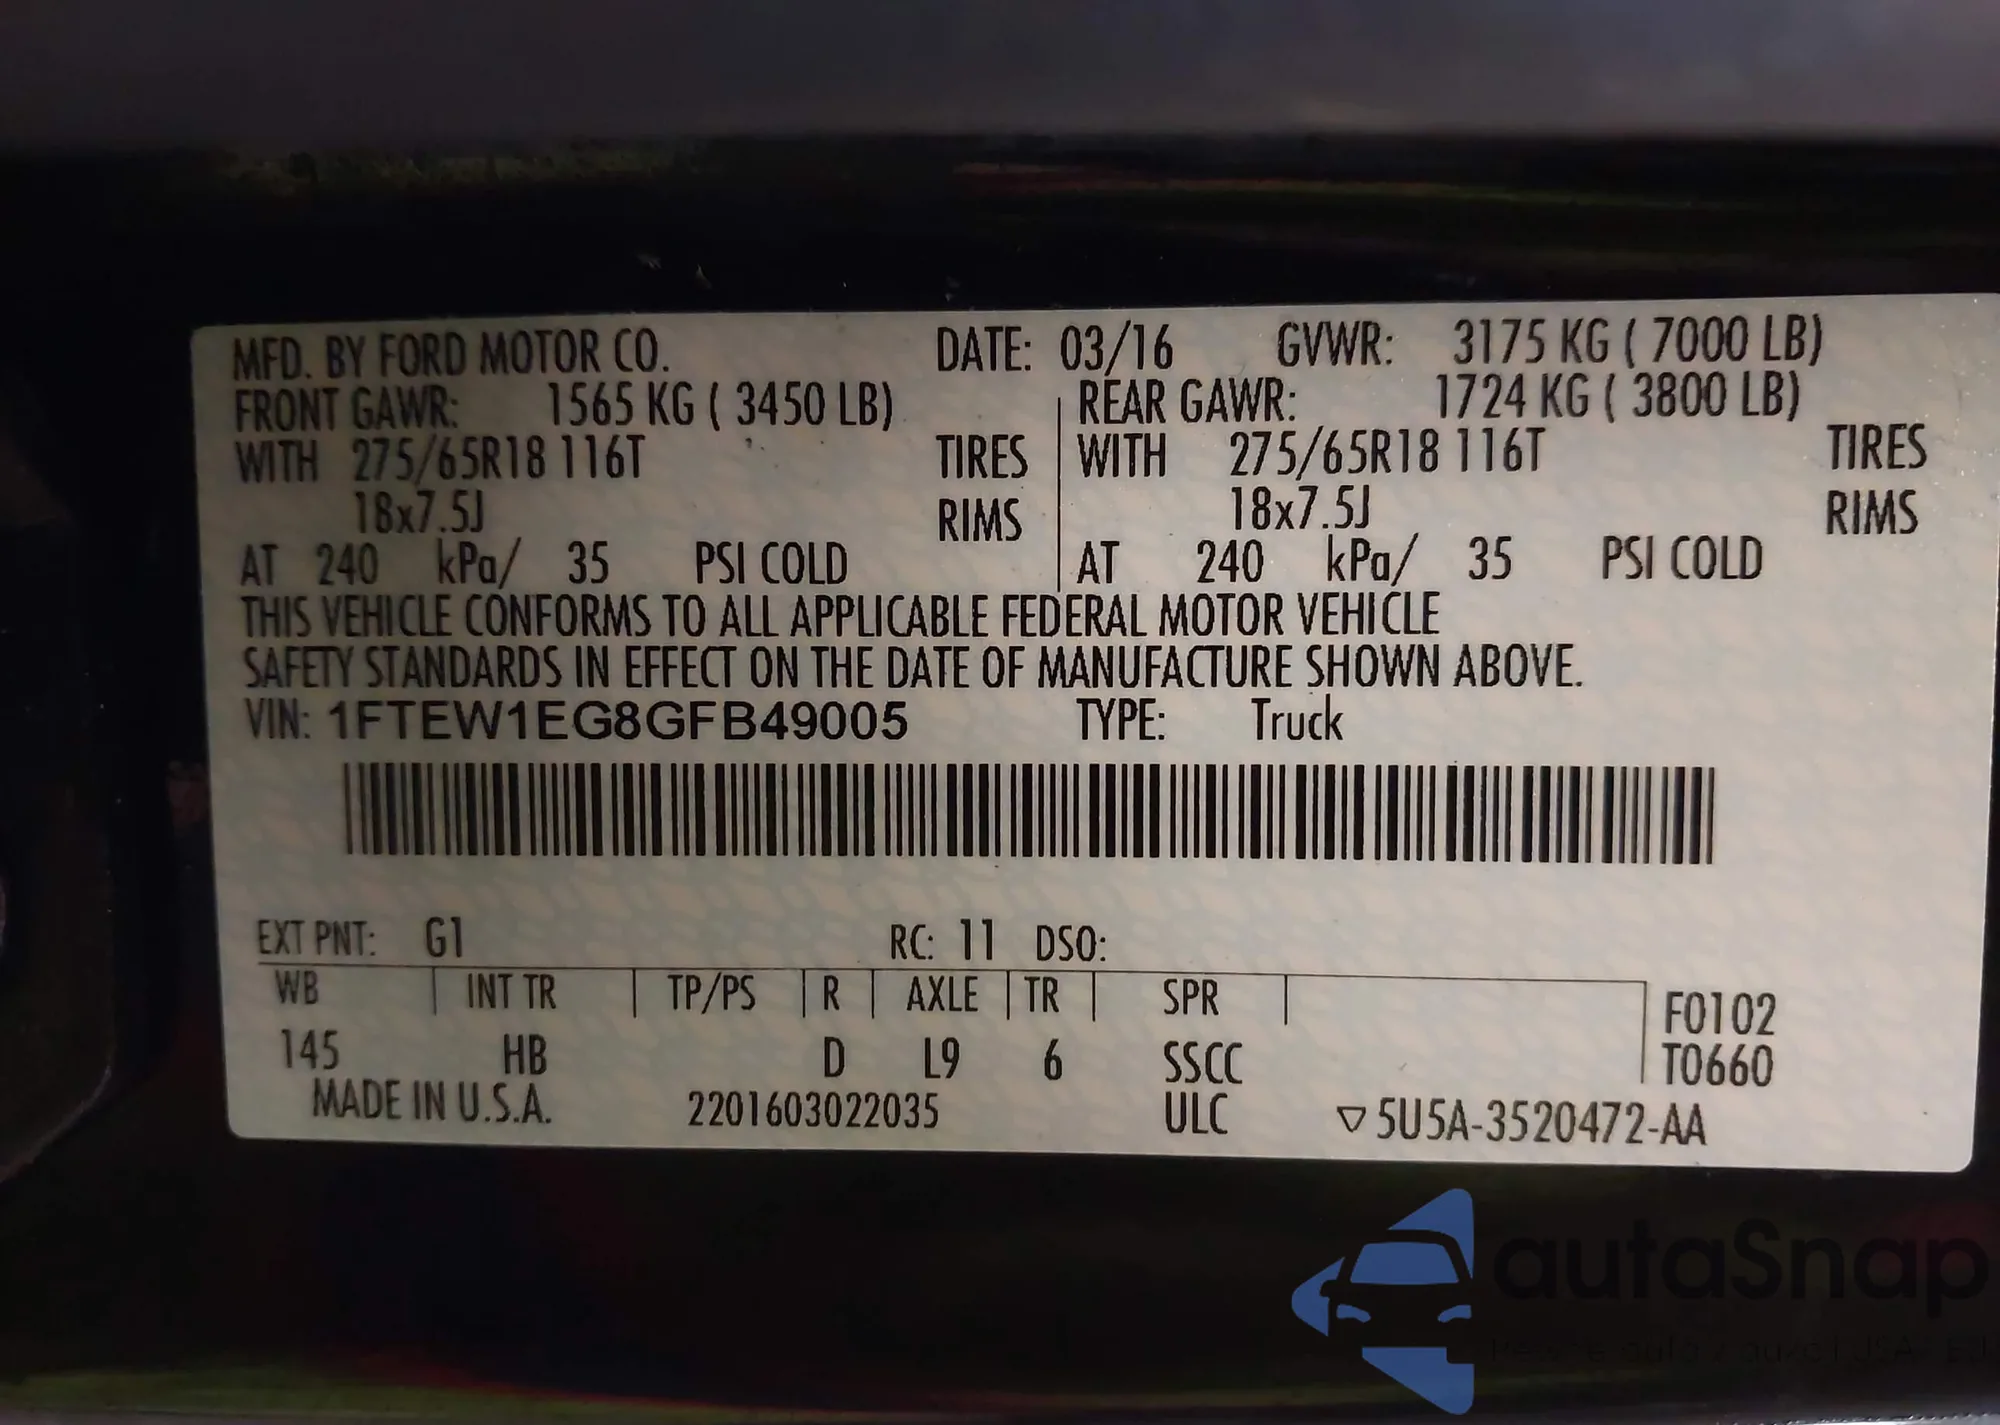 MFD. BY FORD MOTOR CO. DATE: 03/16 GVWR: 3175 KG ( 7000 LB)
FRONT GAWR: 1565 KG ( 3450 LB) REAR GAWR: 1724 KG ( 3800 LB)
WITH 275/65R18 116T TIRES WITH 275/65R18 116T TIRES
18x7.5J RIMS 18x7.5J RIMS
AT 240 kPa/ 35 PSI COLD AT 240 kPa/ 35 PSI COLD
THIS VEHICLE CONFORMS TO ALL APPLICABLE FEDERAL MOTOR VEHICLE
SAFETY STANDARDS IN EFFECT ON THE DATE OF MANUFACTURE SHOWN ABOVE.
VIN: 1FTEW1EG8GFB49005 TYPE: Truck
EXT PNT: G1 RC: 11 DSO:
WB INT TR TP/PS R AXLE TR SPR F0102
145 HB D L9 6 SSCC T0660
MADE IN U.S.A. 2201603022035 ULC ▽5U5A-3520472-AA
autaSnap